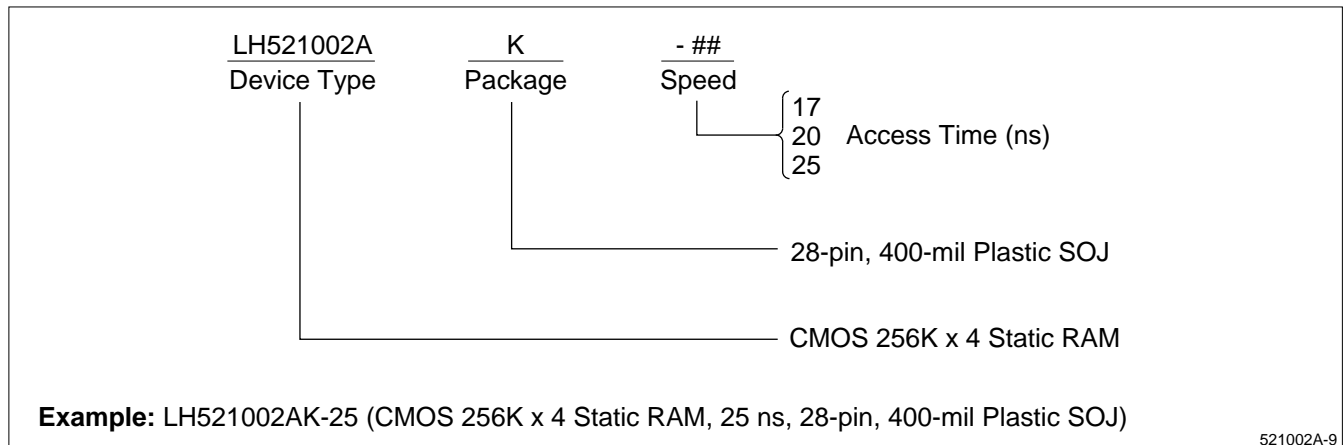 LH521002A K - ##
Device Type Package Speed
17
20 Access Time (ns)
25
28-pin, 400-mil Plastic SOJ
CMOS 256K x 4 Static RAM
Example: LH521002AK-25 (CMOS 256K x 4 Static RAM, 25 ns, 28-pin, 400-mil Plastic SOJ)
521002A-9